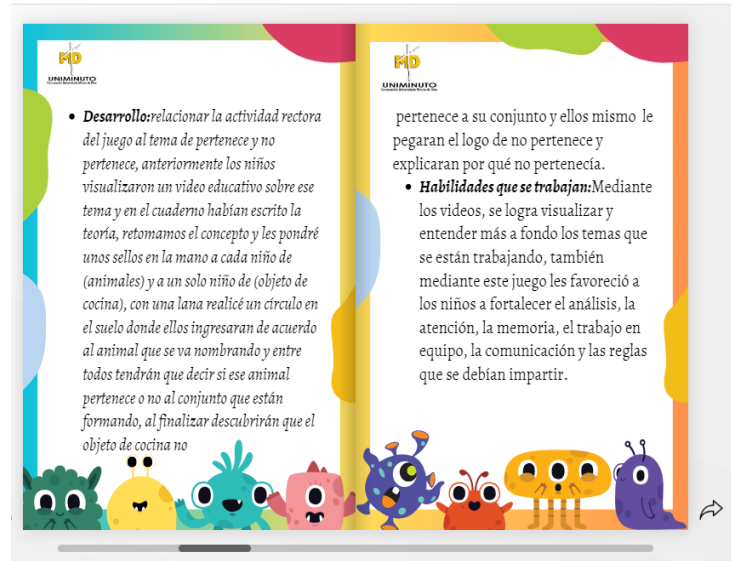 UNIMINUTO
• Desarrollo:relacionar la actividad rectora
del juego al tema de pertenece y no
pertenece, anteriormente los niños
visualizaron un video educativo sobre ese
tema y en el cuaderno habían escrito la
teoría, retomamos el concepto y les pondré
unos sellos en la mano a cada niño de
(animales) y a un solo niño de (objeto de
cocina), con una lana realicé un círculo en
el suelo donde ellos ingresaran de acuerdo
al animal que se va nombrando y entre
todos tendrán que decir si ese animal
pertenece o no al conjunto que están
formando, al finalizar descubrirán que el
objeto de cocina no
UNIMINUTO
pertenece a su conjunto y ellos mismo le
pegaran el logo de no pertenece y
explicaran por qué no pertenecía.
• Habilidades que se trabajan:Mediante
los videos, se logra visualizar y
entender más a fondo los temas que
se están trabajando, también
mediante este juego les favoreció a
los niños a fortalecer el análisis, la
atención, la memoria, el trabajo en
equipo, la comunicación y las reglas
que se debían impartir.